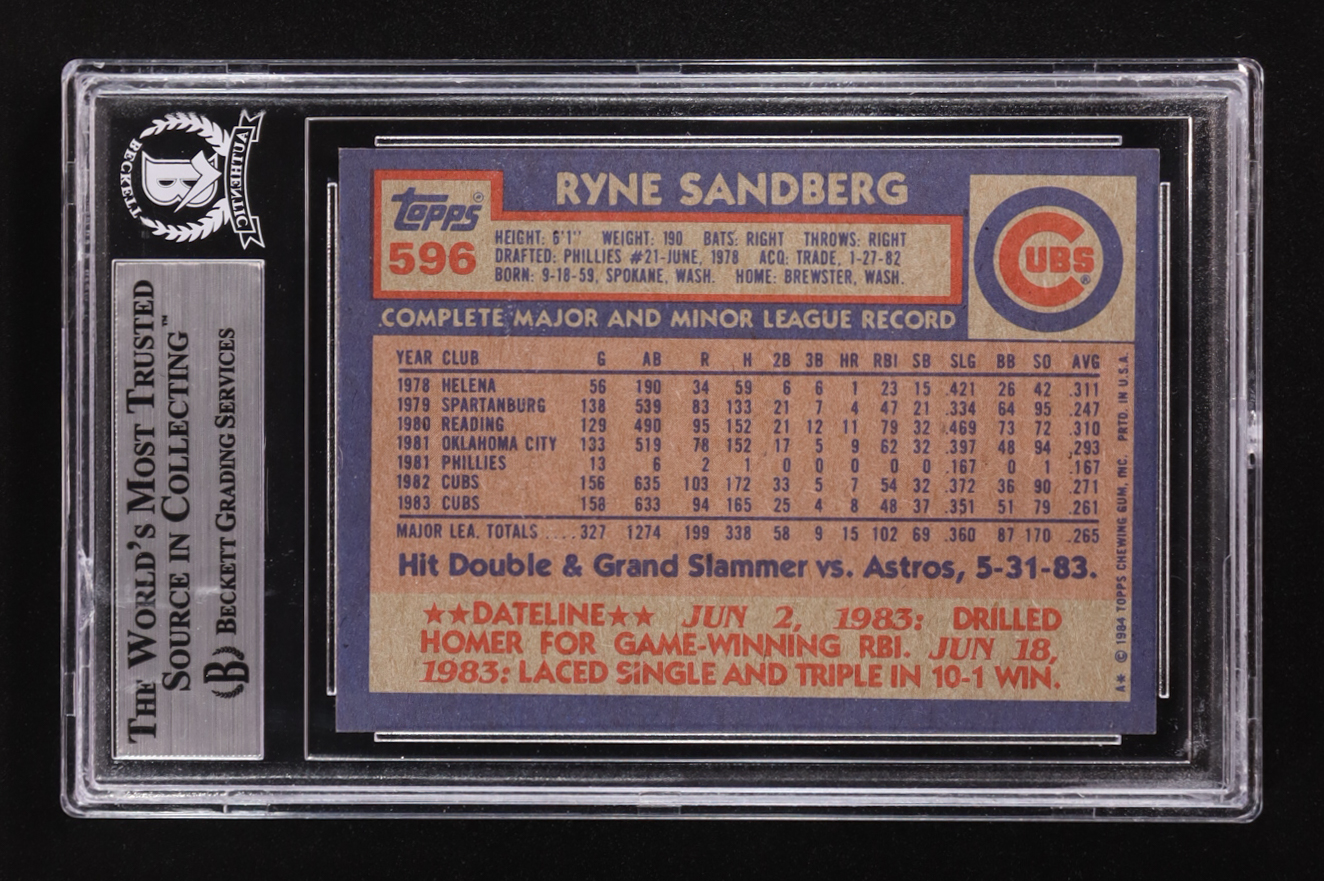 BECKETT
AUTHENTIC
B
THE WORLD'S MOST TRUSTED
SOURCE IN COLLECTING™
B BECKETT GRADING SERVICES
Topps®
596
RYNE SANDBERG
HEIGHT: 6'1" WEIGHT: 190 BATS: RIGHT THROWS: RIGHT
DRAFTED: PHILLIES #21-JUNE, 1978 ACQ: TRADE, 1-27-82
BORN: 9-18-59, SPOKANE, WASH. HOME: BREWSTER, WASH.
CUBS®
COMPLETE MAJOR AND MINOR LEAGUE RECORD
YEAR CLUB G AB R H 2B 3B HR RBI SB SLG BB SO AVG
1978 HELENA 56 190 34 59 6 6 1 23 15 .421 26 42 .311
1979 SPARTANBURG 138 539 83 133 21 7 4 47 21 .334 64 95 .247
1980 READING 129 490 95 152 21 12 11 79 32 .469 73 72 .310
1981 OKLAHOMA CITY 133 519 78 152 17 5 9 62 32 .397 48 94 .293
1981 PHILLIES 13 6 2 1 0 0 0 0 0 .167 0 1 .167
1982 CUBS 156 635 103 172 33 5 7 54 32 .372 36 90 .271
1983 CUBS 158 633 94 165 25 4 8 48 37 .351 51 79 .261
MAJOR LEA. TOTALS .... 327 1274 199 338 58 9 15 102 69 .360 87 170 .265
Hit Double & Grand Slammer vs. Astros, 5-31-83.
★★DATELINE★★ JUN 2, 1983: DRILLED
HOMER FOR GAME-WINNING RBI. JUN 18,
1983: LACED SINGLE AND TRIPLE IN 10-1 WIN.
A* © 1984 TOPPS CHEWING GUM, INC. PRTD. IN U.S.A.